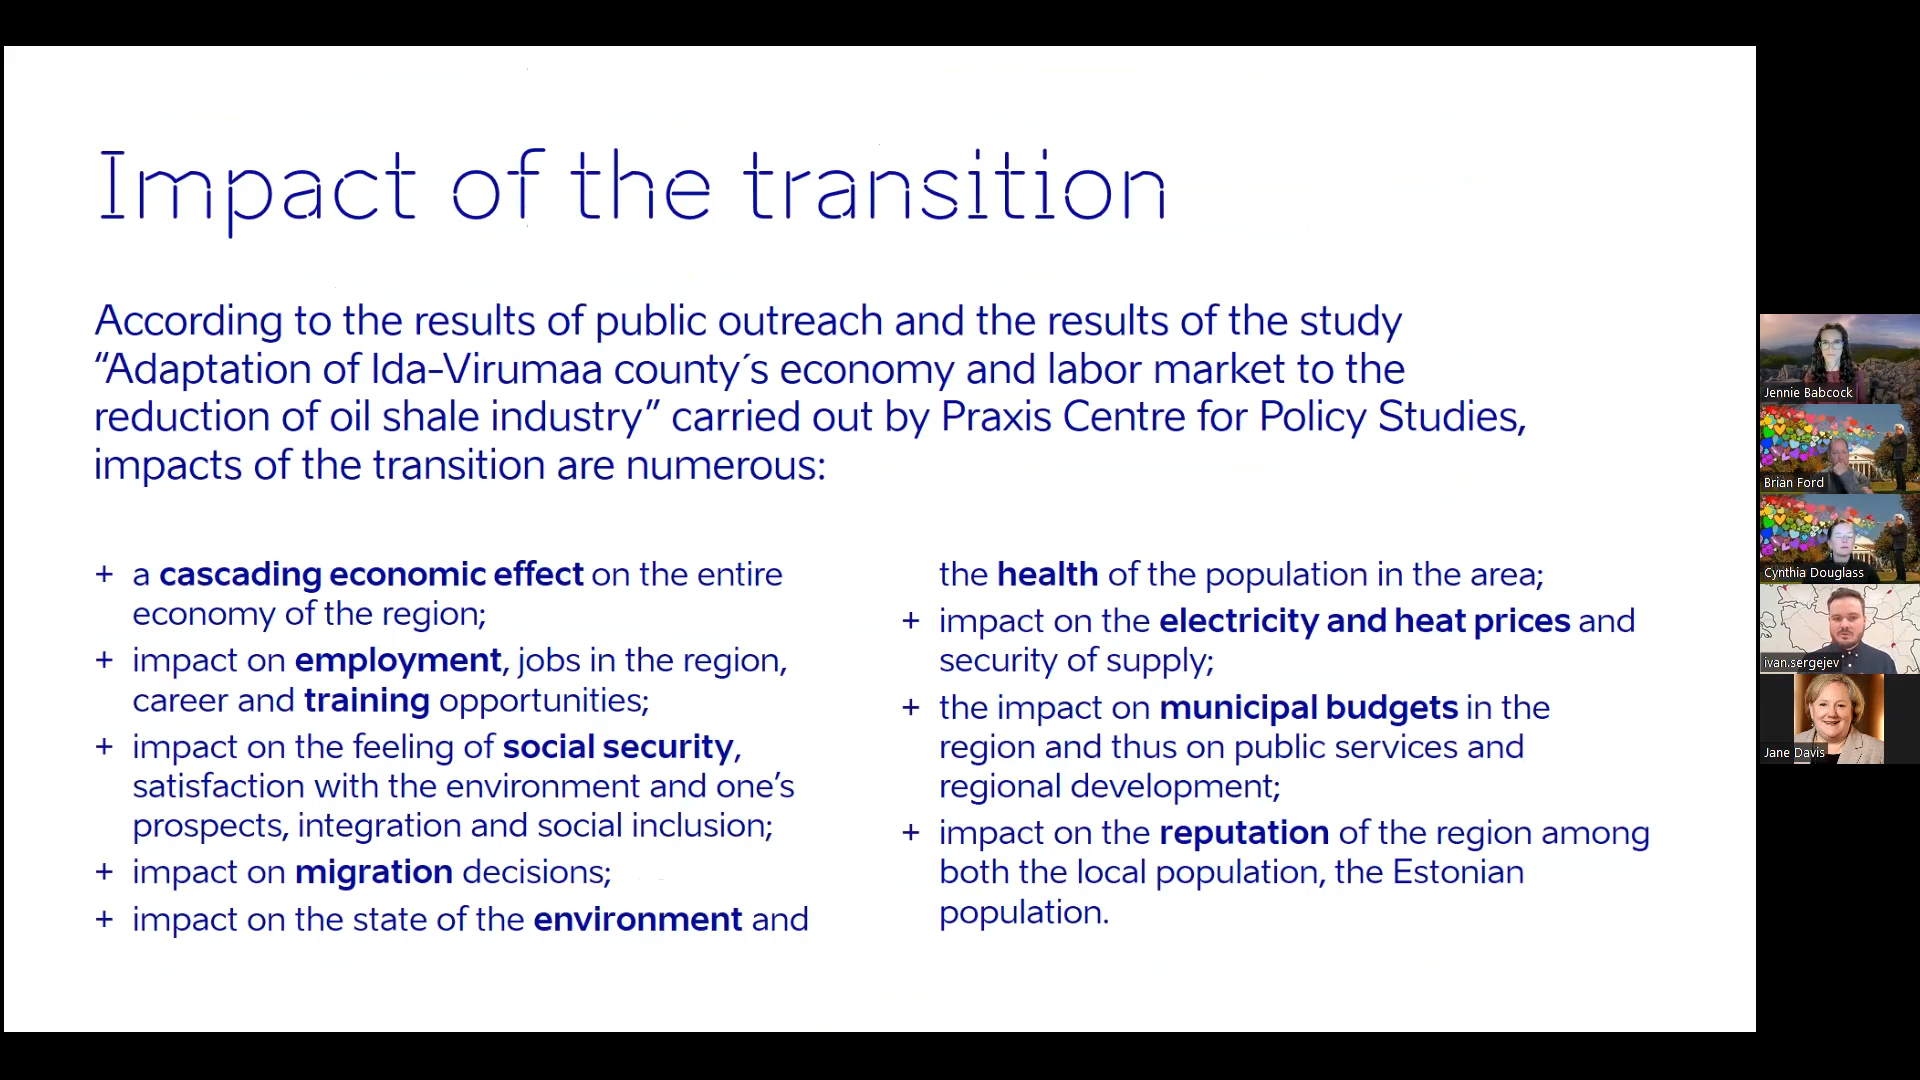 Impact of the transition
According to the results of public outreach and the results of the study
“Adaptation of Ida-Virumaa county´s economy and labor market to the
reduction of oil shale industry” carried out by Praxis Centre for Policy Studies,
impacts of the transition are numerous:
+ a cascading economic effect on the entire
economy of the region;
+ impact on employment, jobs in the region,
career and training opportunities;
+ impact on the feeling of social security,
satisfaction with the environment and one’s
prospects, integration and social inclusion;
+ impact on migration decisions;
+ impact on the state of the environment and
the health of the population in the area;
+ impact on the electricity and heat prices and
security of supply;
+ the impact on municipal budgets in the
region and thus on public services and
regional development;
+ impact on the reputation of the region among
both the local population, the Estonian
population.
Jennie Babcock
Brian Ford
Cynthia Douglass
ivan.sergejev
Jane Davis